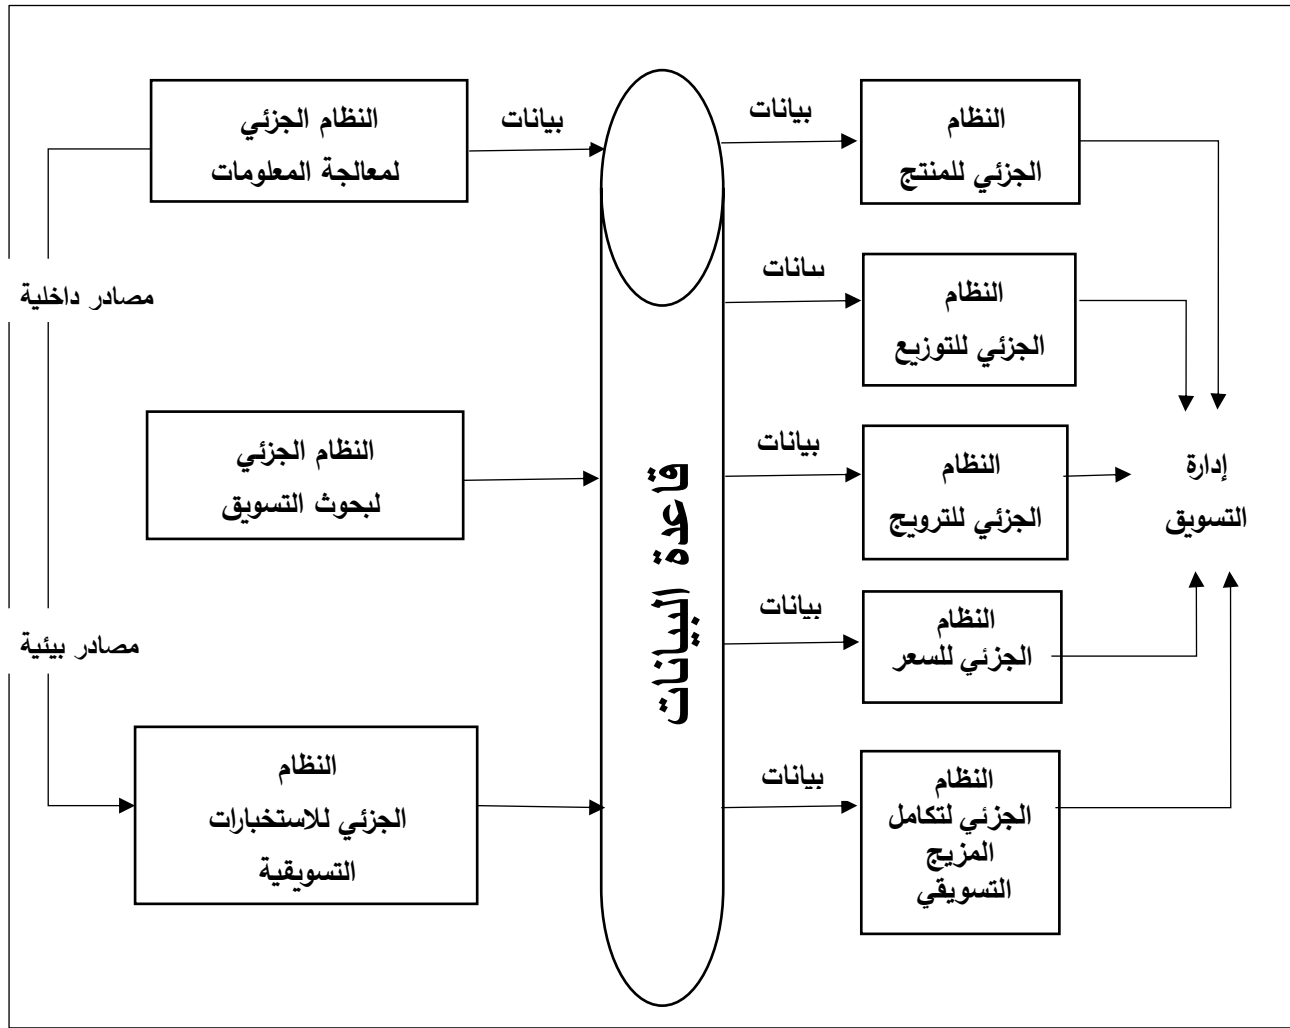 النظام الجزئي
لمعالجة المعلومات
بيانات
بيانات
النظام
الجزئي للمنتج
مصادر داخلية
بيانات
النظام
الجزئي للتوزيع
النظام الجزئي
لبحوث التسويق
قاعدة البيانات
بيانات
النظام
الجزئي للترويج
إدارة
التسويق
مصادر بيئية
بيانات
النظام
الجزئي للسعر
النظام
الجزئي للاستخبارات
التسويقية
بيانات
النظام
الجزئي لتكامل
المزيج
التسويقي